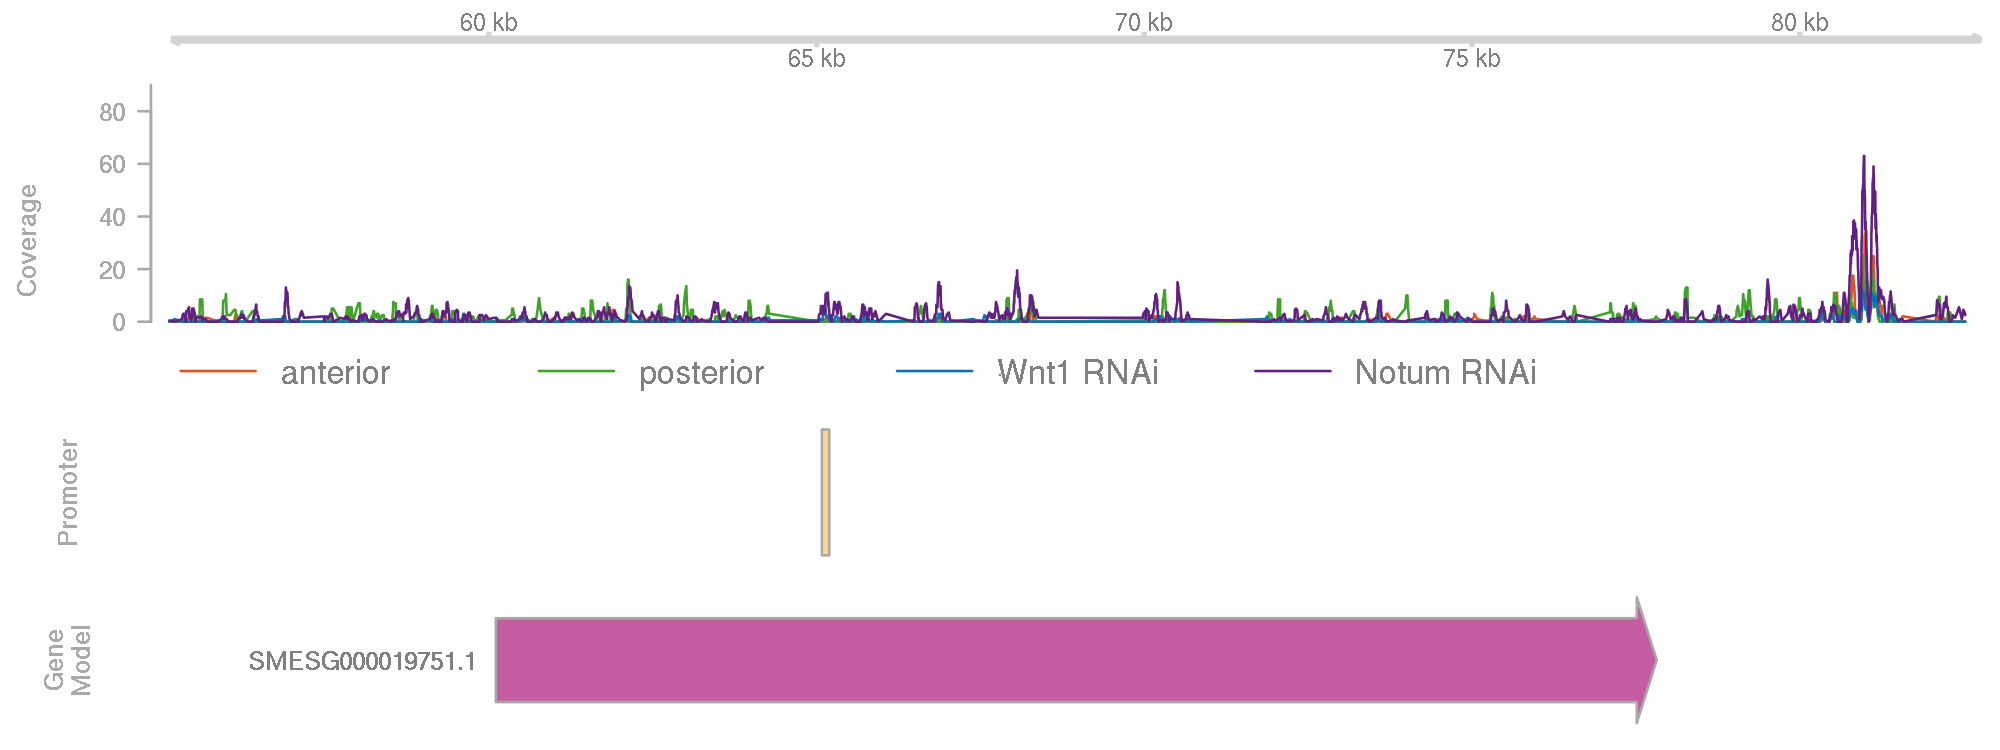 60 kb 70 kb 80 kb
65 kb 75 kb
Coverage
80
60
40
20
0
anterior posterior Wnt1 RNAi Notum RNAi
Promoter
Gene
Model
SMESG000019751.1